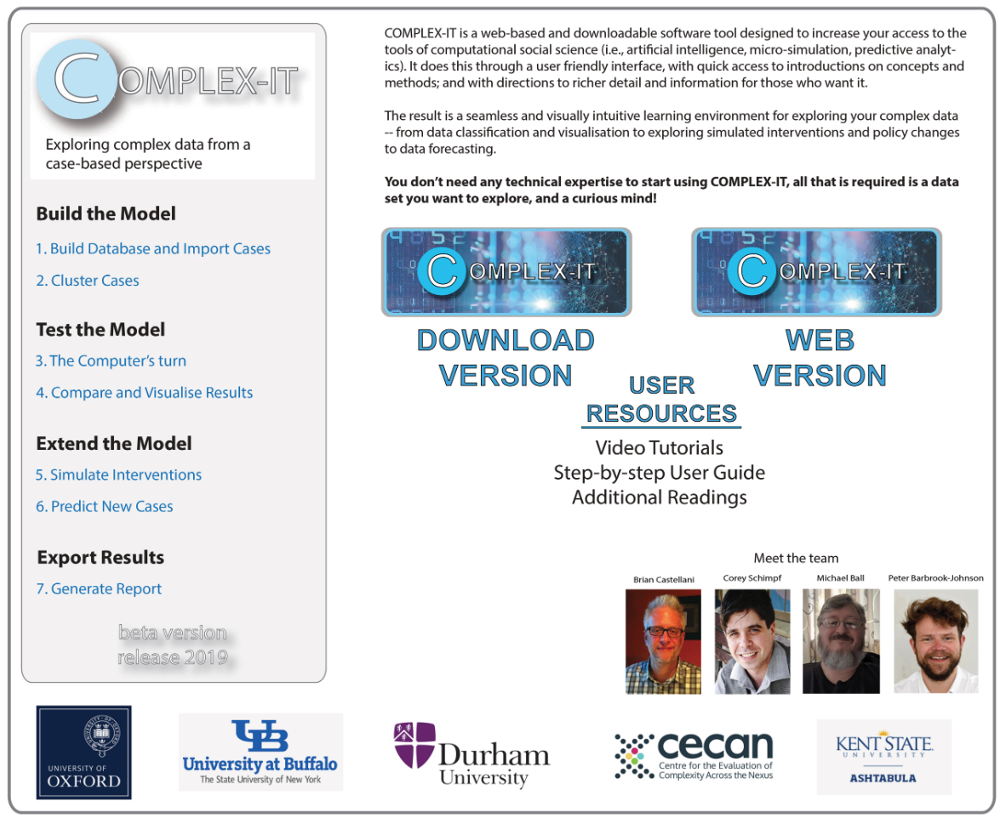 COMPLEX-IT
Exploring complex data from a
case-based perspective
Build the Model
1. Build Database and Import Cases
2. Cluster Cases
Test the Model
3. The Computer's turn
4. Compare and Visualise Results
Extend the Model
5. Simulate Interventions
6. Predict New Cases
Export Results
7. Generate Report
beta version
release 2019
COMPLEX-IT is a web-based and downloadable software tool designed to increase your access to the
tools of computational social science (i.e., artificial intelligence, micro-simulation, predictive analyt-
ics). It does this through a user friendly interface, with quick access to introductions on concepts and
methods; and with directions to richer detail and information for those who want it.
The result is a seamless and visually intuitive learning environment for exploring your complex data
-- from data classification and visualisation to exploring simulated interventions and policy changes
to data forecasting.
You don't need any technical expertise to start using COMPLEX-IT, all that is required is a data
set you want to explore, and a curious mind!
COMPLEX-IT
DOWNLOAD
VERSION
COMPLEX-IT
WEB
VERSION
USER
RESOURCES
Video Tutorials
Step-by-step User Guide
Additional Readings
Meet the team
Brian Castellani
Corey Schimpf
Michael Ball
Peter Barbrook-Johnson
UNIVERSITY OF
OXFORD
UB
University at Buffalo
The State University of New York
Durham
University
cecan
Centre for the Evaluation of
Complexity Across the Nexus
KENT STATE
UNIVERSITY
ASHTABULA